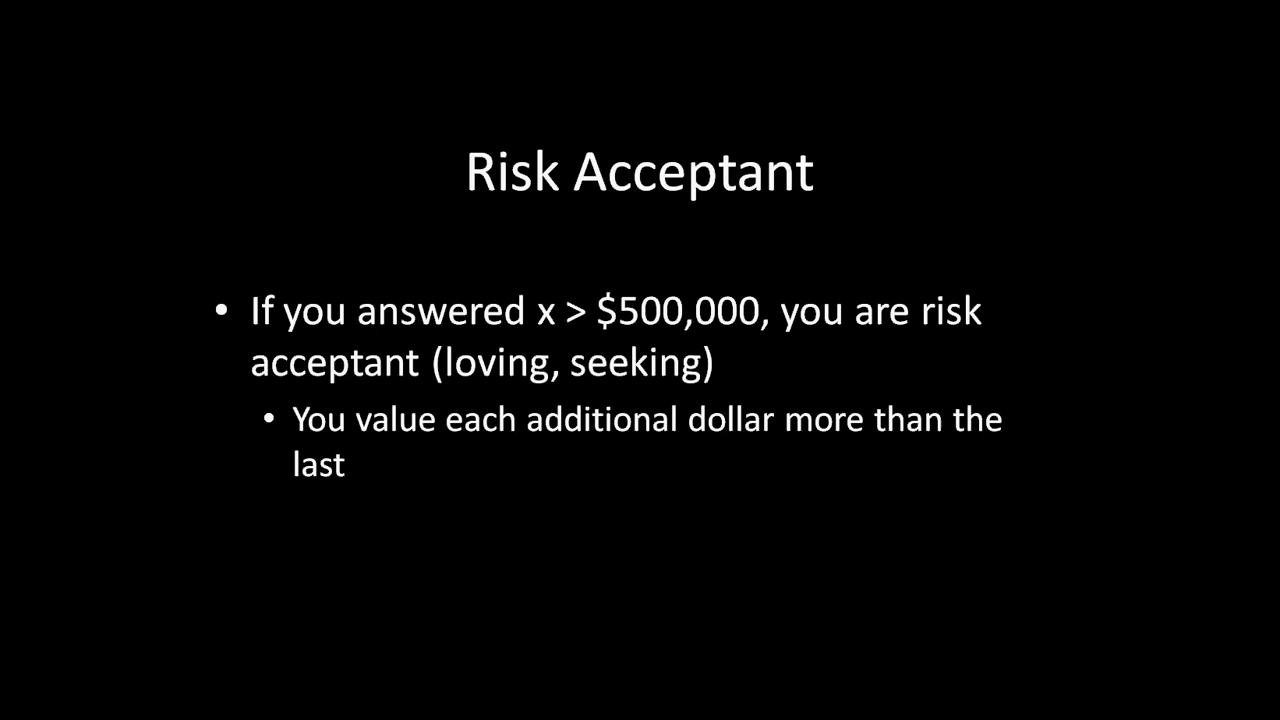 Risk Acceptant
• If you answered x > $500,000, you are risk
acceptant (loving, seeking)
• You value each additional dollar more than the
last